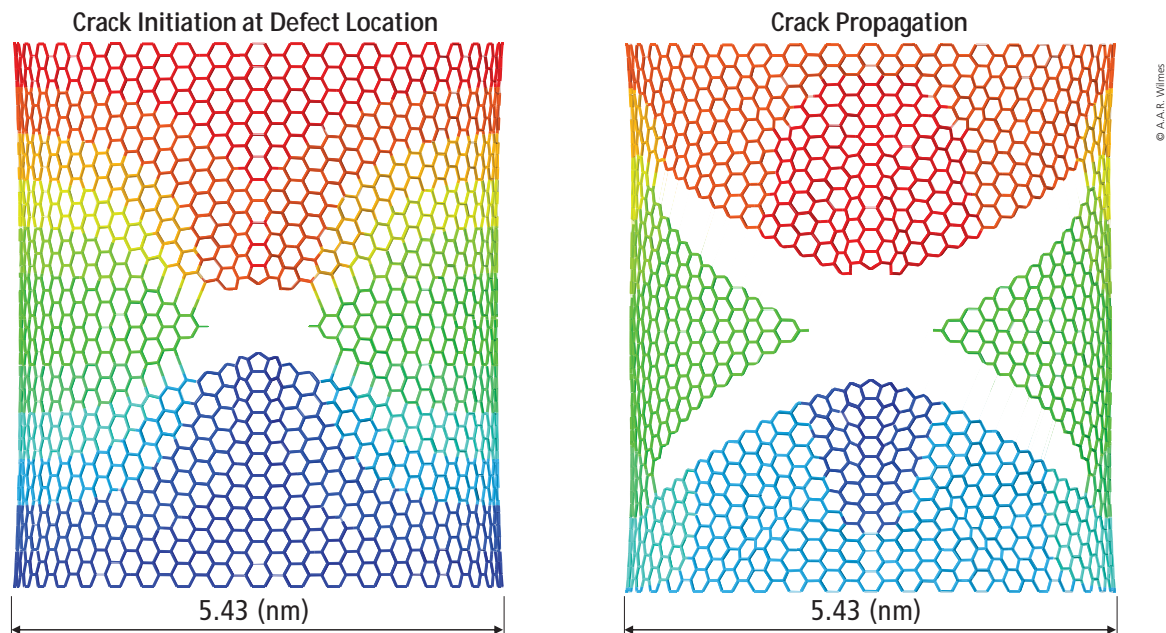 Crack Initiation at Defect Location
Crack Propagation
© A.A.R. Wilmes
5.43 (nm)
5.43 (nm)